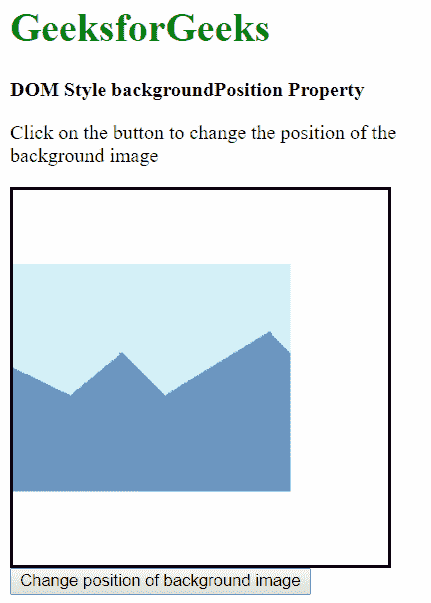 GeeksforGeeks
DOM Style backgroundPosition Property
Click on the button to change the position of the
background image
Change position of background image